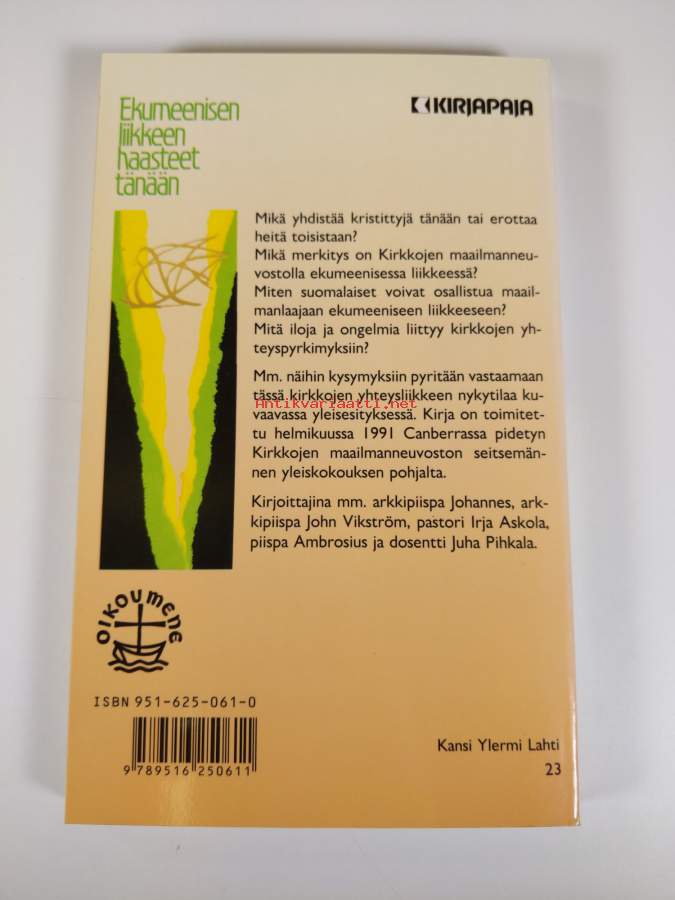 Ekumeenisen
liikkeen
haasteet
tänään
KIRJAPAJA
Mikä yhdistää kristittyjä tänään tai erottaa
heitä toisistaan?
Mikä merkitys on Kirkkojen maailmanneu-
vostolla ekumeenisessa liikkeessä?
Miten suomalaiset voivat osallistua maail-
manlaajaan ekumeeniseen liikkeeseen?
Mitä iloja ja ongelmia liittyy kirkkojen yh-
teyspyrkimyksiin?
Mm. näihin kysymyksiin pyritään vastaamaan
tässä kirkkojen yhteysliikkeen nykytilaa ku-
Antikvariaatti.net
vaavassa yleisesityksessä. Kirja on toimitet-
tu helmikuussa 1991 Canberrassa pidetyn
Kirkkojen maailmanneuvoston seitsemän-
nen yleiskokouksen pohjalta.
Kirjoittajina mm. arkkipiispa Johannes, ark-
kipiispa John Vikström, pastori Irja Askola,
piispa Ambrosius ja dosentti Juha Pihkala.
OIKOUMENE
ISBN 951-625-061-0
9 789516 250611
Kansi Ylermi Lahti
23